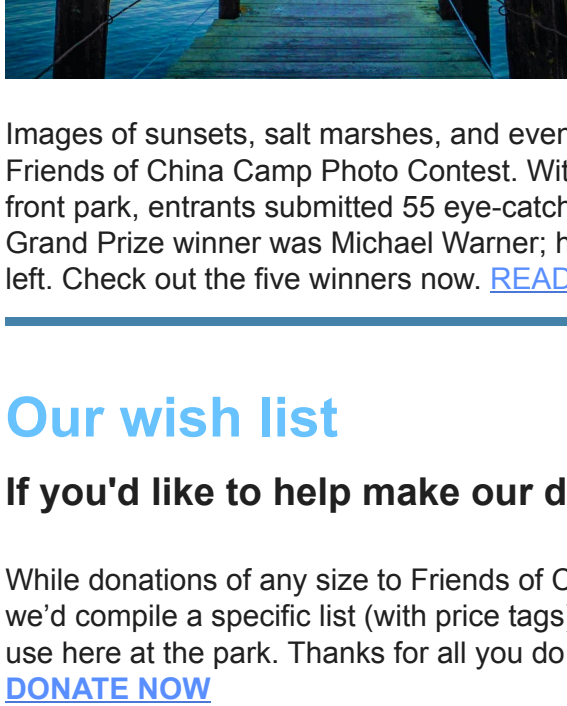 Images of sunsets, salt marshes, and even
Friends of China Camp Photo Contest. Wit
front park, entrants submitted 55 eye-catch
Grand Prize winner was Michael Warner; h
left. Check out the five winners now. READ
Our wish list
If you'd like to help make our d
While donations of any size to Friends of C
we’d compile a specific list (with price tags)
use here at the park. Thanks for all you do
DONATE NOW